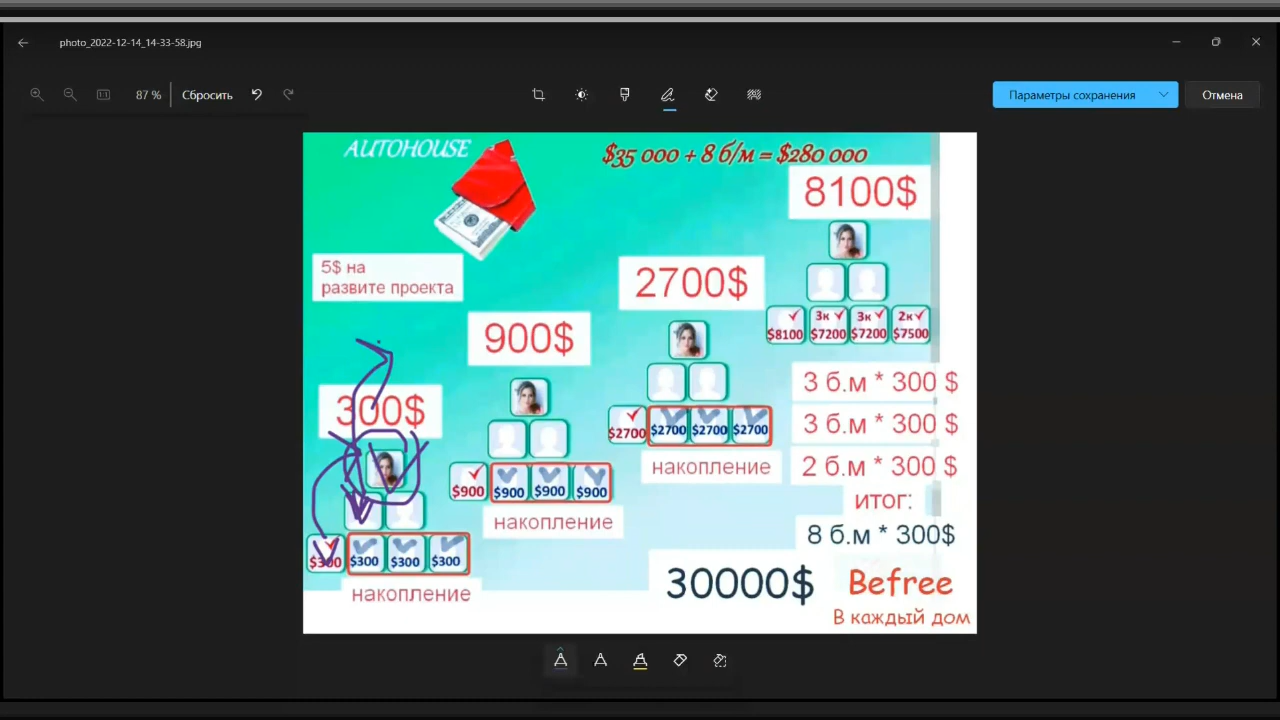 photo_2022-12-14_14-33-58.jpg
87 %
Сбросить
Параметры сохранения
Отмена
AUTOHOUSE
$35 000 + 8 б/м = $280 000
8100$
5$ на
развите проекта
2700$
900$
300$
$8100
3к
$7200
3к
$7200
2к
$7500
3 б.м * 300 $
3 б.м * 300 $
2 б.м * 300 $
итог:
8 б.м * 300$
$2700 $2700 $2700 $2700
накопление
$900 $900 $900 $900
накопление
$300 $300 $300 $300
накопление
30000$
Befree
В каждый дом